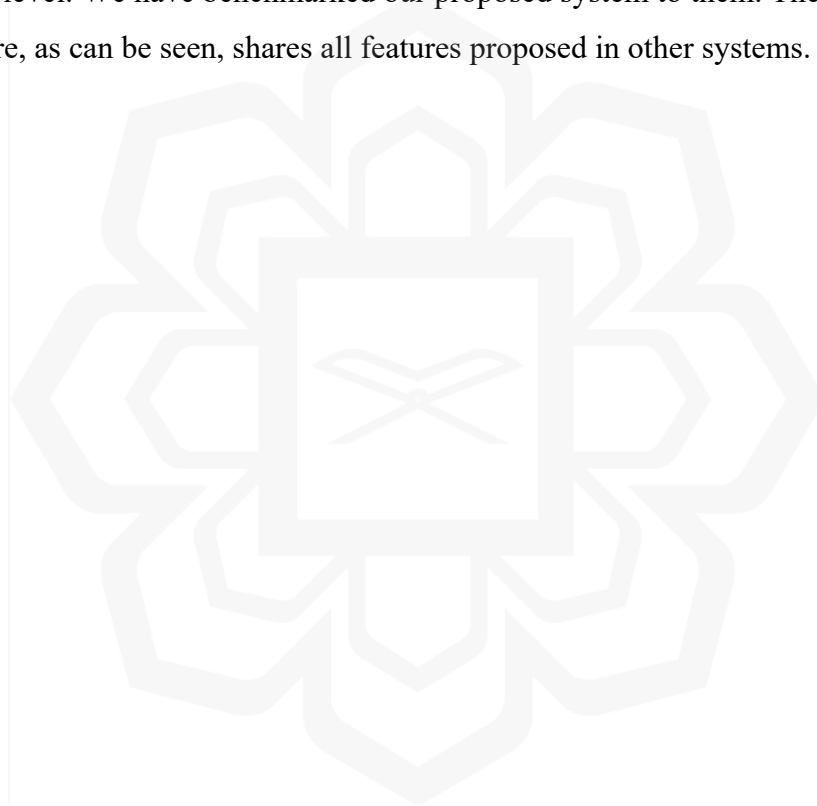 level. We have benchmarked our proposed system to them. The
re, as can be seen, shares all features proposed in other systems.